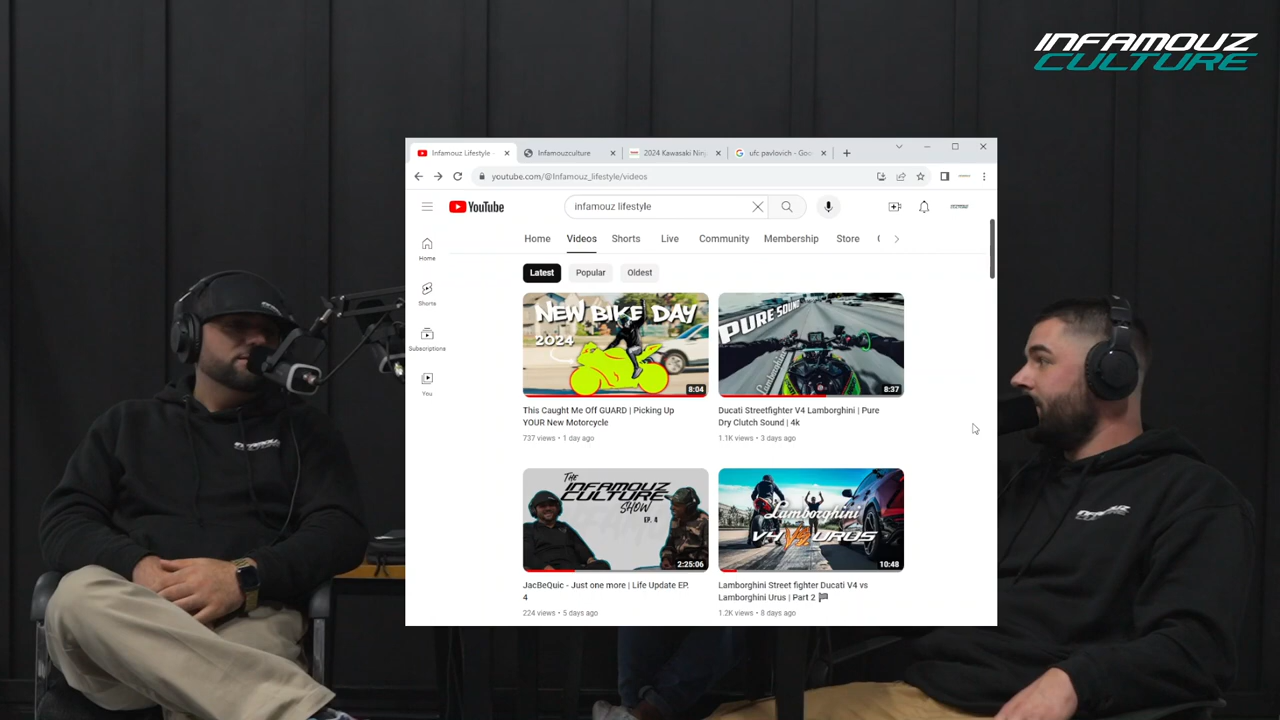 INFAMOUZ
CULTURE
Infamouz Lifestyle -
Infamouzculture
2024 Kawasaki Ninj
ufc pavlovich - Goo
youtube.com/@Infamouz_lifestyle/videos
YouTube
infamouz lifestyle
Home
Videos
Shorts
Live
Community
Membership
Store
Home
Shorts
Subscriptions
You
Latest
Popular
Oldest
NEW BIKE DAY
2024
8:04
PURE SOUND
Lamborghini
8:37
This Caught Me Off GUARD | Picking Up
YOUR New Motorcycle
737 views • 1 day ago
Ducati Streetfighter V4 Lamborghini | Pure
Dry Clutch Sound | 4k
1.1K views • 3 days ago
THE
INFAMOUZ
CULTURE
SHOW
EP. 4
2:25:06
Lamborghini
V4 VS URUS
10:48
JacBeQuic - Just one more | Life Update EP.
4
224 views • 5 days ago
Lamborghini Street fighter Ducati V4 vs
Lamborghini Urus | Part 2
1.2K views • 8 days ago